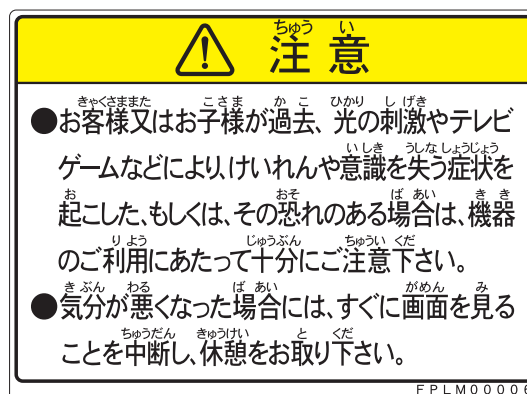 注意
●お客様又はお子様が過去、光の刺激やテレビ
ゲームなどにより、けいれんや意識を失う症状を
起こした、もしくは、その恐れのある場合は、機器
のご利用にあたって十分にご注意下さい。
●気分が悪くなった場合には、すぐに画面を見る
ことを中断し、休憩をお取り下さい。
FPLM00006